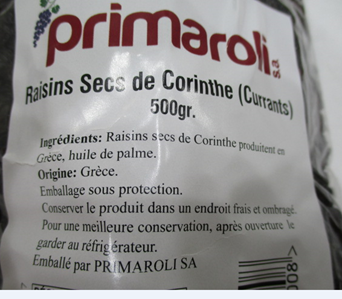 primaroli s.a
Raisins Secs de Corinthe (Currants)
500gr.
Ingrédients: Raisins secs de Corinthe produitent en
Grèce, huile de palme.
Origine: Grèce.
Emballage sous protection.
Conserver le produit dans un endroit frais et ombragé.
Pour une meilleure conservation, après ouverture le
garder au réfrigérateur.
Emballé par PRIMAROLI SA